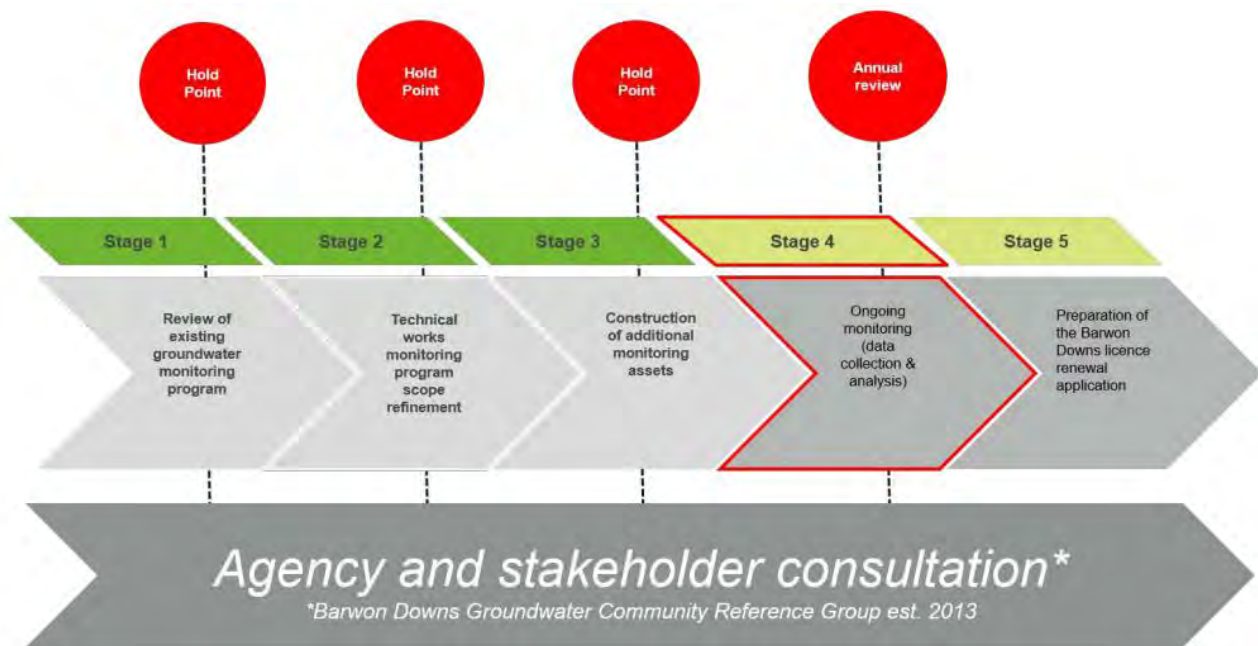 Hold
Point
Hold
Point
Hold
Point
Annual
review
Stage 1
Stage 2
Stage 3
Stage 4
Stage 5
Review of
existing
groundwater
monitoring
program
Technical
works
monitoring
program
scope
refinement
Construction
of additional
monitoring
assets
Ongoing
monitoring
(data
collection &
analysis)
Preparation of
the Barwon
Downs licence
renewal
application
Agency and stakeholder consultation*
*Barwon Downs Groundwater Community Reference Group est. 2013